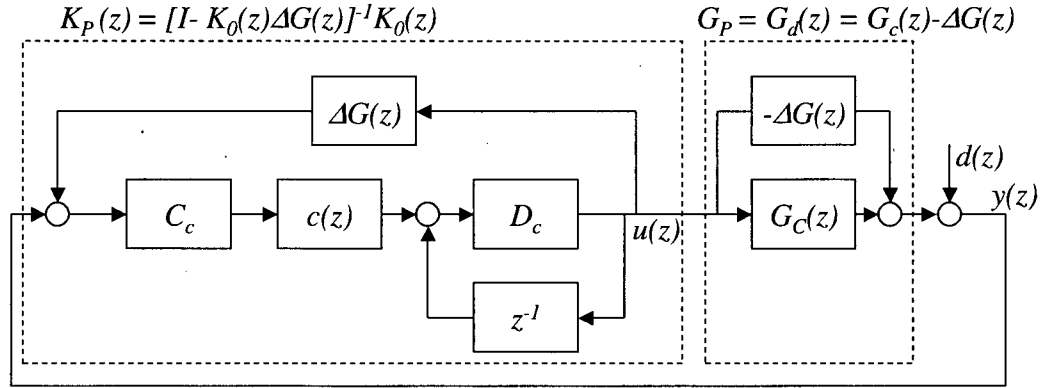 K_P(z) = [I- K_0(z)ΔG(z)]^{-1}K_0(z)
G_P = G_d(z) = G_c(z)-ΔG(z)
ΔG(z)
-ΔG(z)
d(z)
y(z)
C_c
c(z)
D_c
u(z)
G_C(z)
z^{-1}